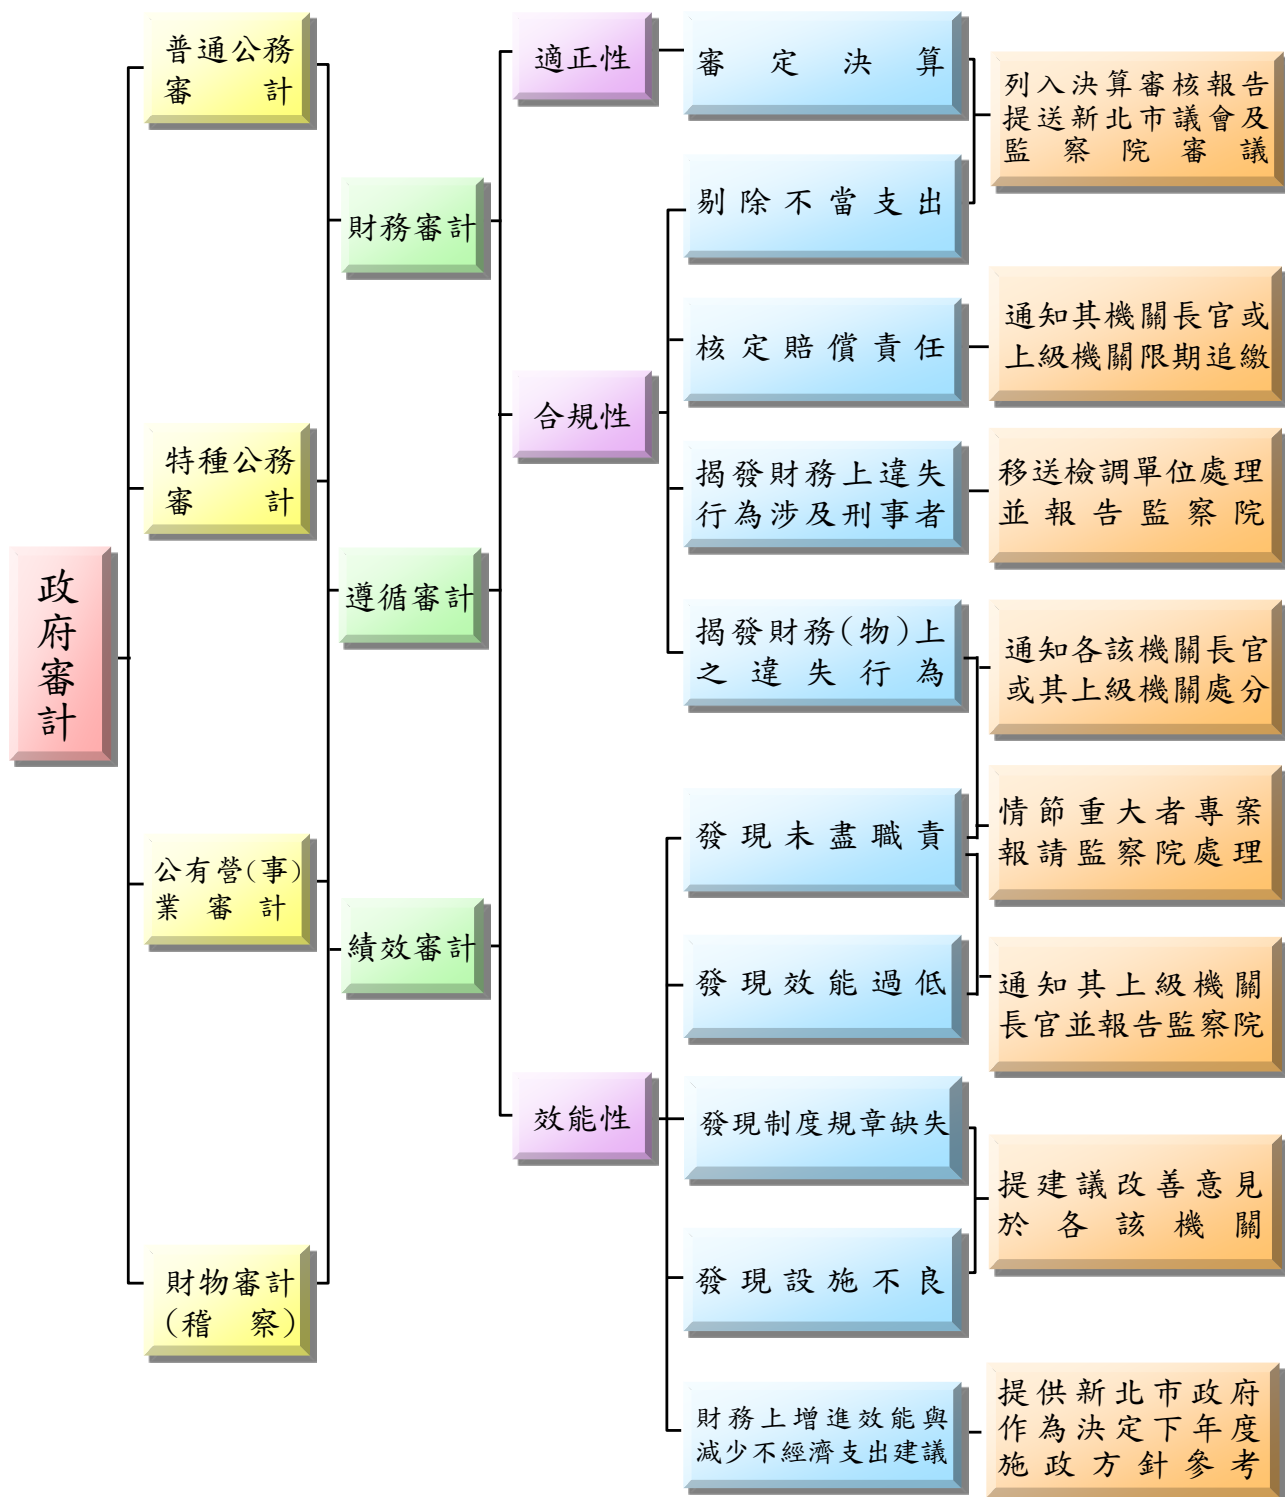 政府審計
普通公務
審計
特種公務
審計
公有營(事)
業審計
財物審計
(稽察)
財務審計
遵循審計
績效審計
適正性
合規性
效能性
審定決算
剔除不當支出
核定賠償責任
揭發財務上違失
行為涉及刑事者
揭發財務(物)上
之違失行為
發現未盡職責
發現效能過低
發現制度規章缺失
發現設施不良
財務上增進效能與
減少不經濟支出建議
列入決算審核報告
提送新北市議會及
監察院審議
通知其機關長官或
上級機關限期追繳
移送檢調單位處理
並報告監察院
通知各該機關長官
或其上級機關處分
情節重大者專案
報請監察院處理
通知其上級機關
長官並報告監察院
提建議改善意見
於各該機關
提供新北市政府
作為決定下年度
施政方針參考